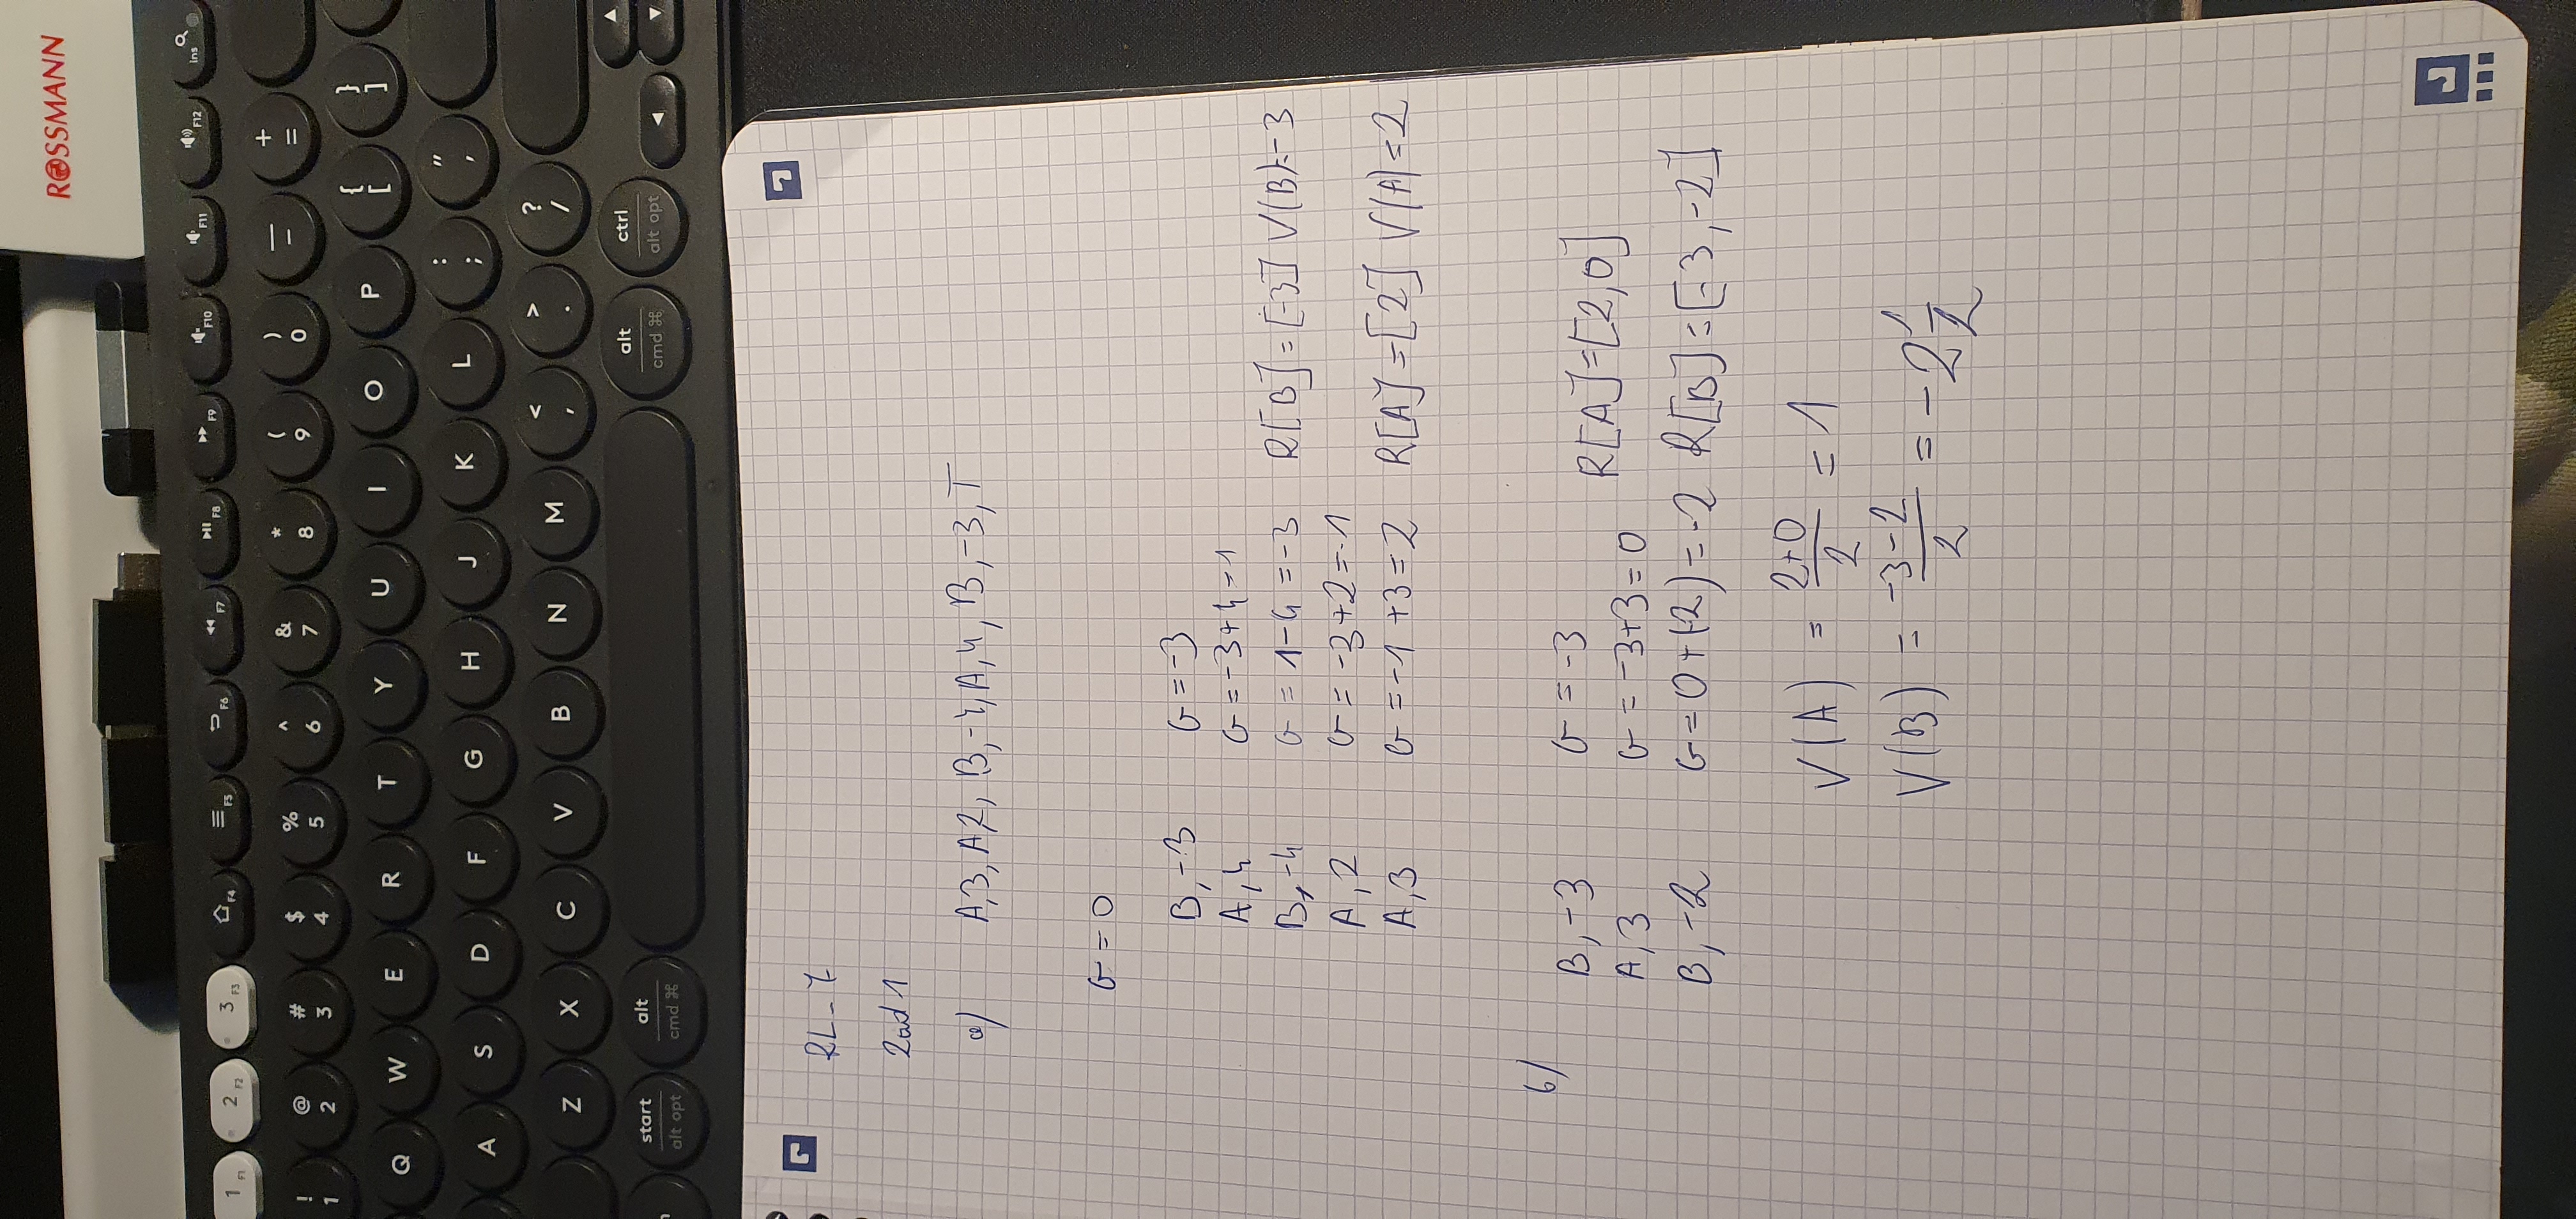 ROSSMANN
1 F1 2 F2 3 F3 F4 F5 F6 F7 F8 F9 F10 F11 F12 ins
! 1 @ 2 # 3 $ 4 % 5 ^ 6 & 7 * 8 ( 9 ) 0 — – + =
Q W E R T Y U I O P { [ } ]
A S D F G H J K L : ; " '
Z X C V B N M < , > . ? /
start alt opt alt cmd ⌘ alt cmd ⌘ ctrl alt opt
RL-7
Zad 1
a) A,3, A,2, B,-4, A,4, B,-3, T
G = 0
B,-3 G = -3
A,4 G = -3+4=1
B,-4 G = 1-4 = -3 R[B]=[-3] V(B)=-3
A,2 G = -3+2=-1
A,3 G = -1+3=2 R[A]=[2] V(A)=2
b)
B,-3 G = -3 R[A]=[2,0]
A,3 G = -3+3=0
B,-2 G=0+(-2)=-2 R[B]=[-3,-2]
V(A) = 2+0/2 = 1
V(B) = -3-2/2 = -2 1/2